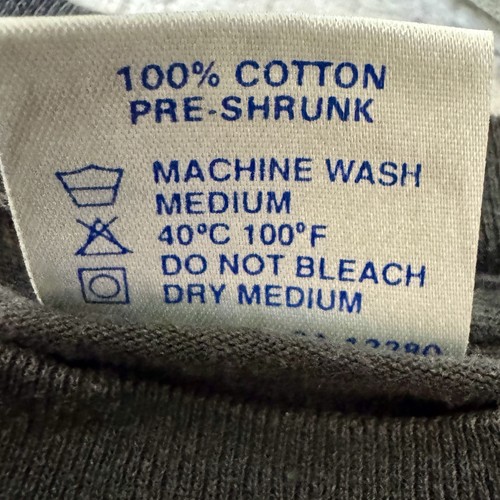 100% COTTON
PRE-SHRUNK
MACHINE WASH
MEDIUM
40°C 100°F
DO NOT BLEACH
DRY MEDIUM